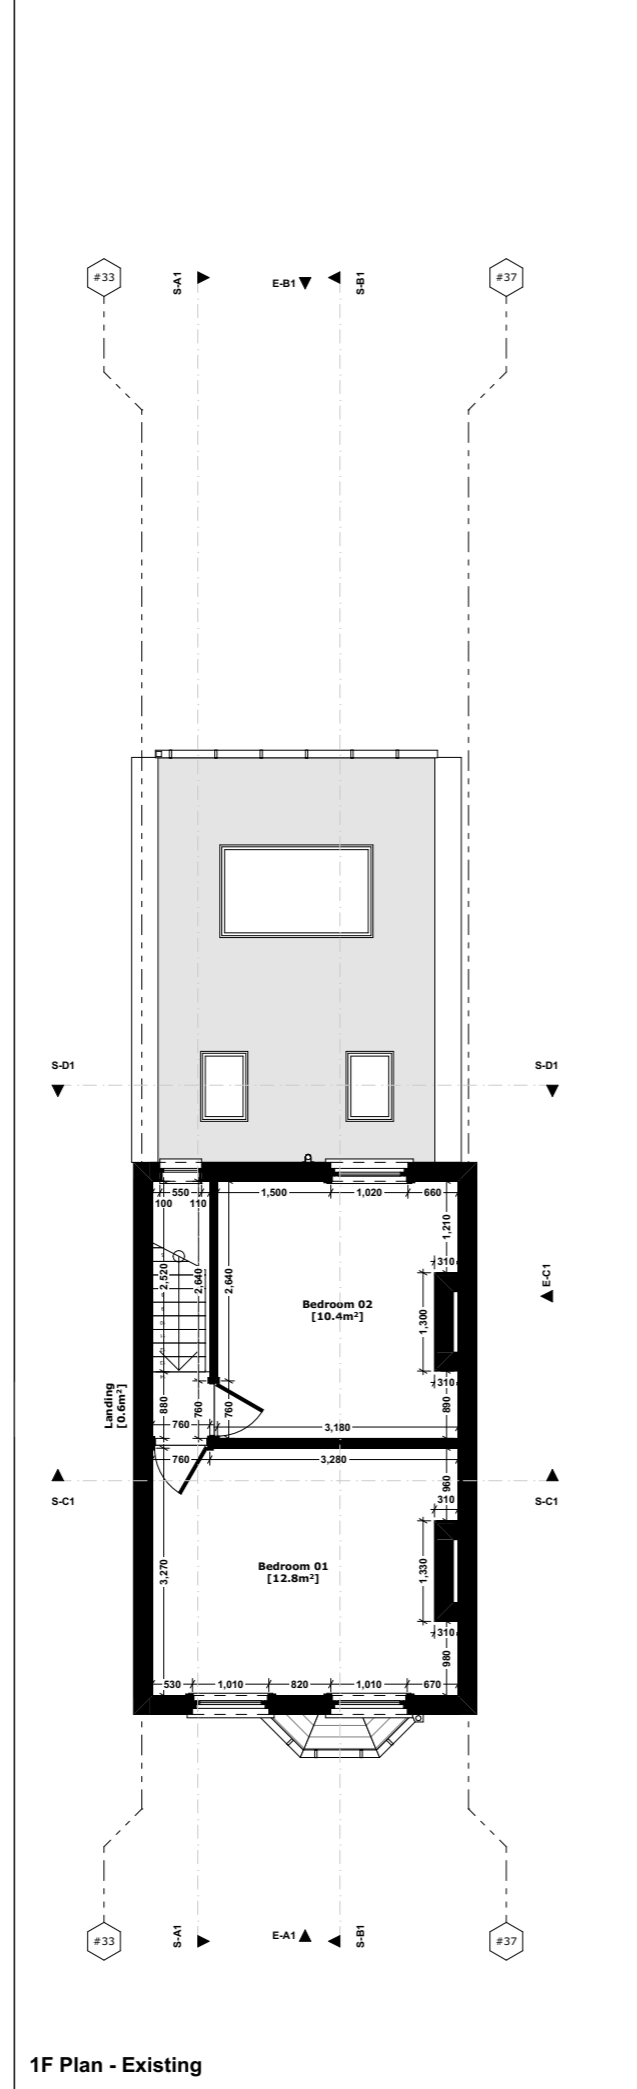 #33
S-A1
E-B1
S-B1
#37
S-D1
S-D1
550
1,500
1,020
660
100
110
1,210
310
2,520
2,640
2,640
E-C1
Bedroom 02
[10.4m²]
1,300
310
Landing
[0.6m²]
880
760
760
890
760
3,180
760
3,280
960
S-C1
S-C1
310
Bedroom 01
[12.8m²]
3,270
1,330
310
980
530
1,010
820
1,010
670
#33
S-A1
E-A1
S-B1
#37
1F Plan - Existing